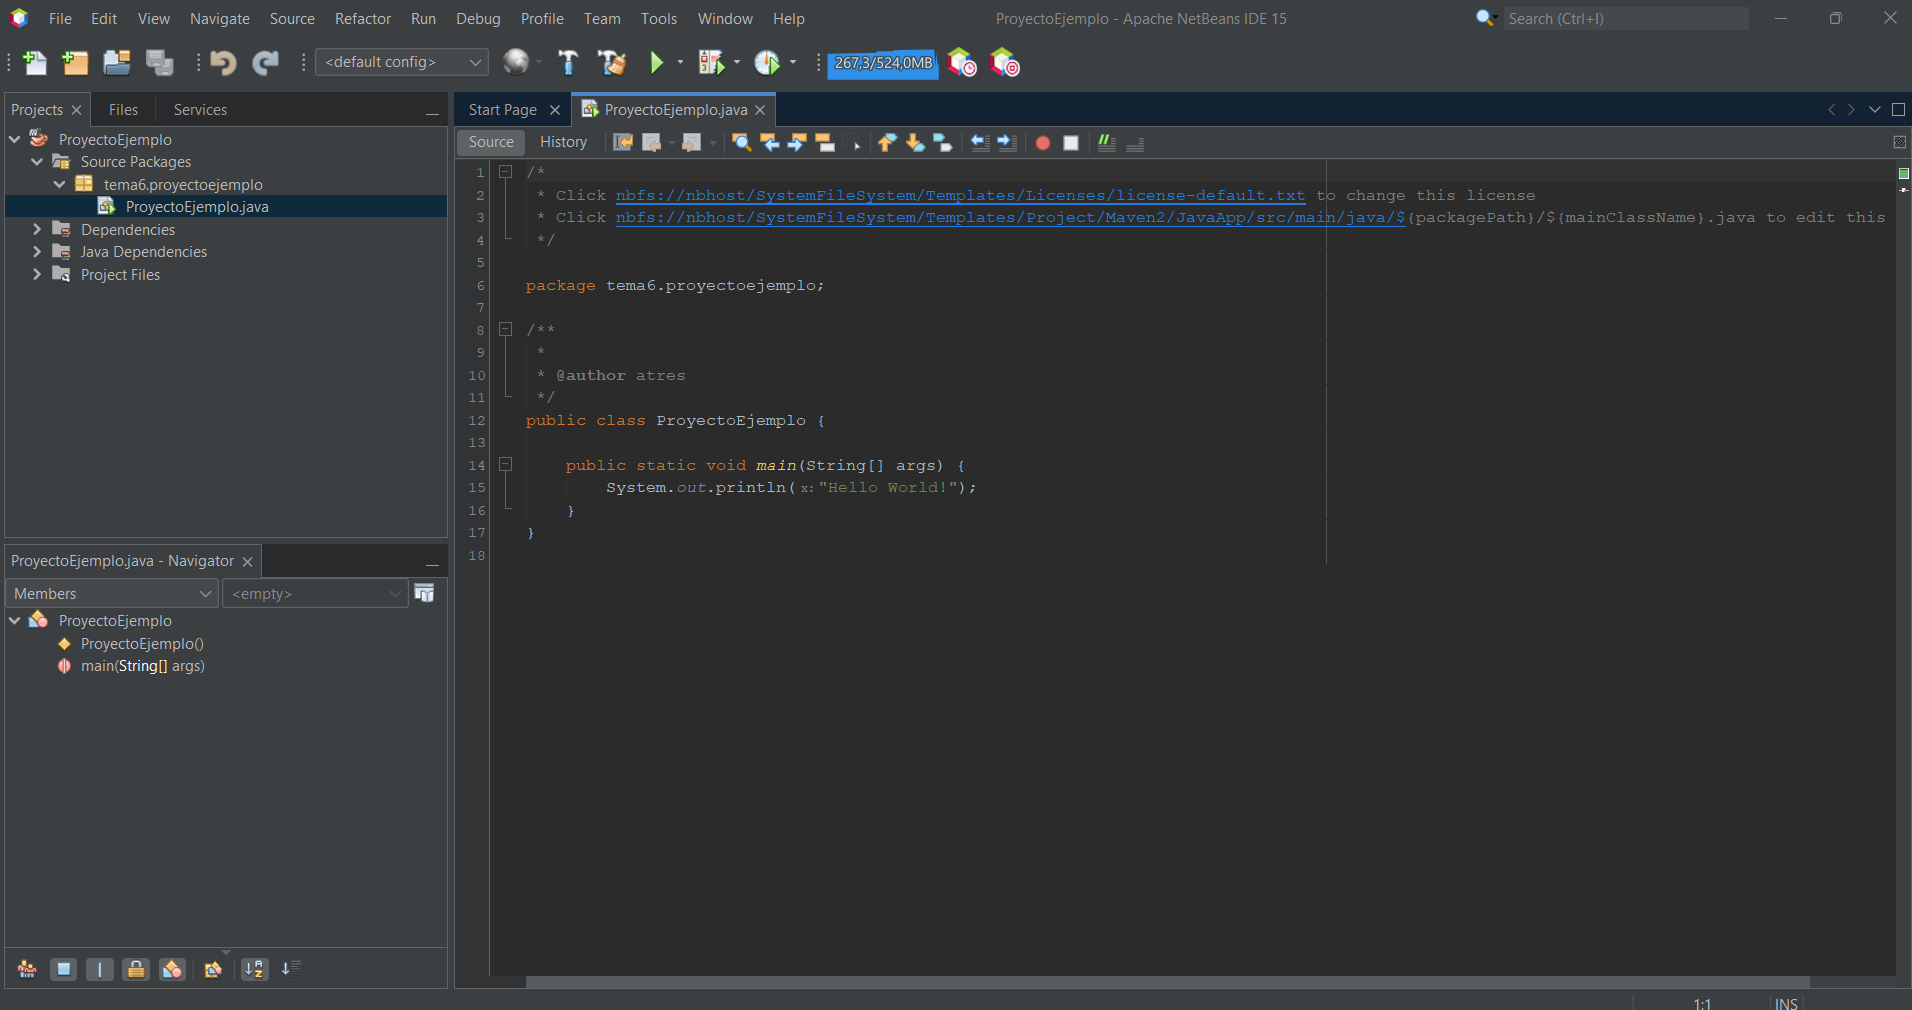 File Edit View Navigate Source Refactor Run Debug Profile Team Tools Window Help ProyectoEjemplo - Apache NetBeans IDE 15 Search (Ctrl+I)
<default config> 267,3/524,0MB
Projects Files Services
ProyectoEjemplo
Source Packages
tema6.proyectoejemplo
ProyectoEjemplo.java
Dependencies
Java Dependencies
Project Files
ProyectoEjemplo.java - Navigator
Members <empty>
ProyectoEjemplo
ProyectoEjemplo()
main(String[] args)
Start Page ProyectoEjemplo.java
Source History
1 /*
2 * Click nbfs://nbhost/SystemFileSystem/Templates/Licenses/license-default.txt to change this license
3 * Click nbfs://nbhost/SystemFileSystem/Templates/Project/Maven2/JavaApp/src/main/java/${packagePath}/${mainClassName}.java to edit this
4 */
5
6 package tema6.proyectoejemplo;
7
8 /**
9 *
10 * @author atres
11 */
12 public class ProyectoEjemplo {
13
14 public static void main(String[] args) {
15 System.out.println(x:"Hello World!");
16 }
17 }
18
1:1 INS